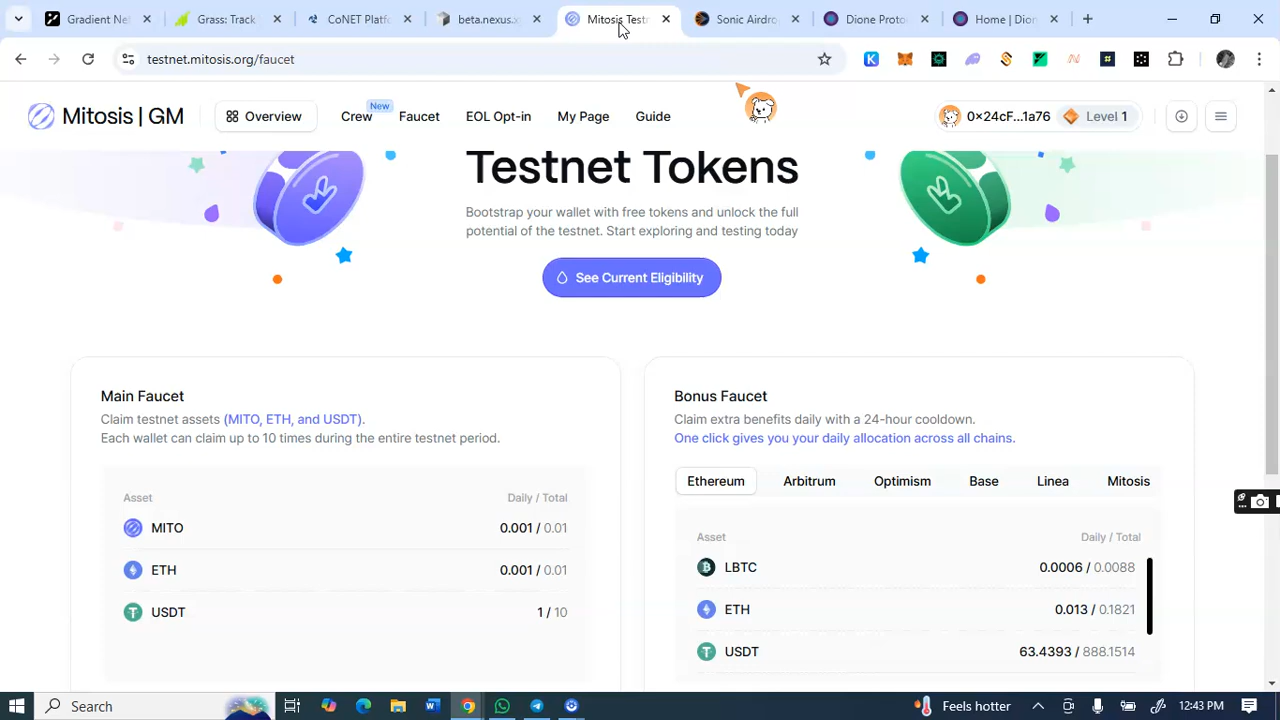 Gradient Ne
Grass: Track
CoNET Platf
beta.nexus.x
Mitosis Testn
Sonic Airdro
Dione Proto
Home | Dion
testnet.mitosis.org/faucet
Mitosis | GM
Overview
Crew
New
Faucet
EOL Opt-in
My Page
Guide
0×24cF...1a76
Level 1
Testnet Tokens
Bootstrap your wallet with free tokens and unlock the full
potential of the testnet. Start exploring and testing today
See Current Eligibility
Main Faucet
Claim testnet assets (MITO, ETH, and USDT).
Each wallet can claim up to 10 times during the entire testnet period.
Asset Daily / Total
MITO 0.001 / 0.01
ETH 0.001 / 0.01
USDT 1 / 10
Bonus Faucet
Claim extra benefits daily with a 24-hour cooldown.
One click gives you your daily allocation across all chains.
Ethereum Arbitrum Optimism Base Linea Mitosis
Asset Daily / Total
LBTC 0.0006 / 0.0088
ETH 0.013 / 0.1821
USDT 63.4393 / 888.1514
Search
Feels hotter
12:43 PM